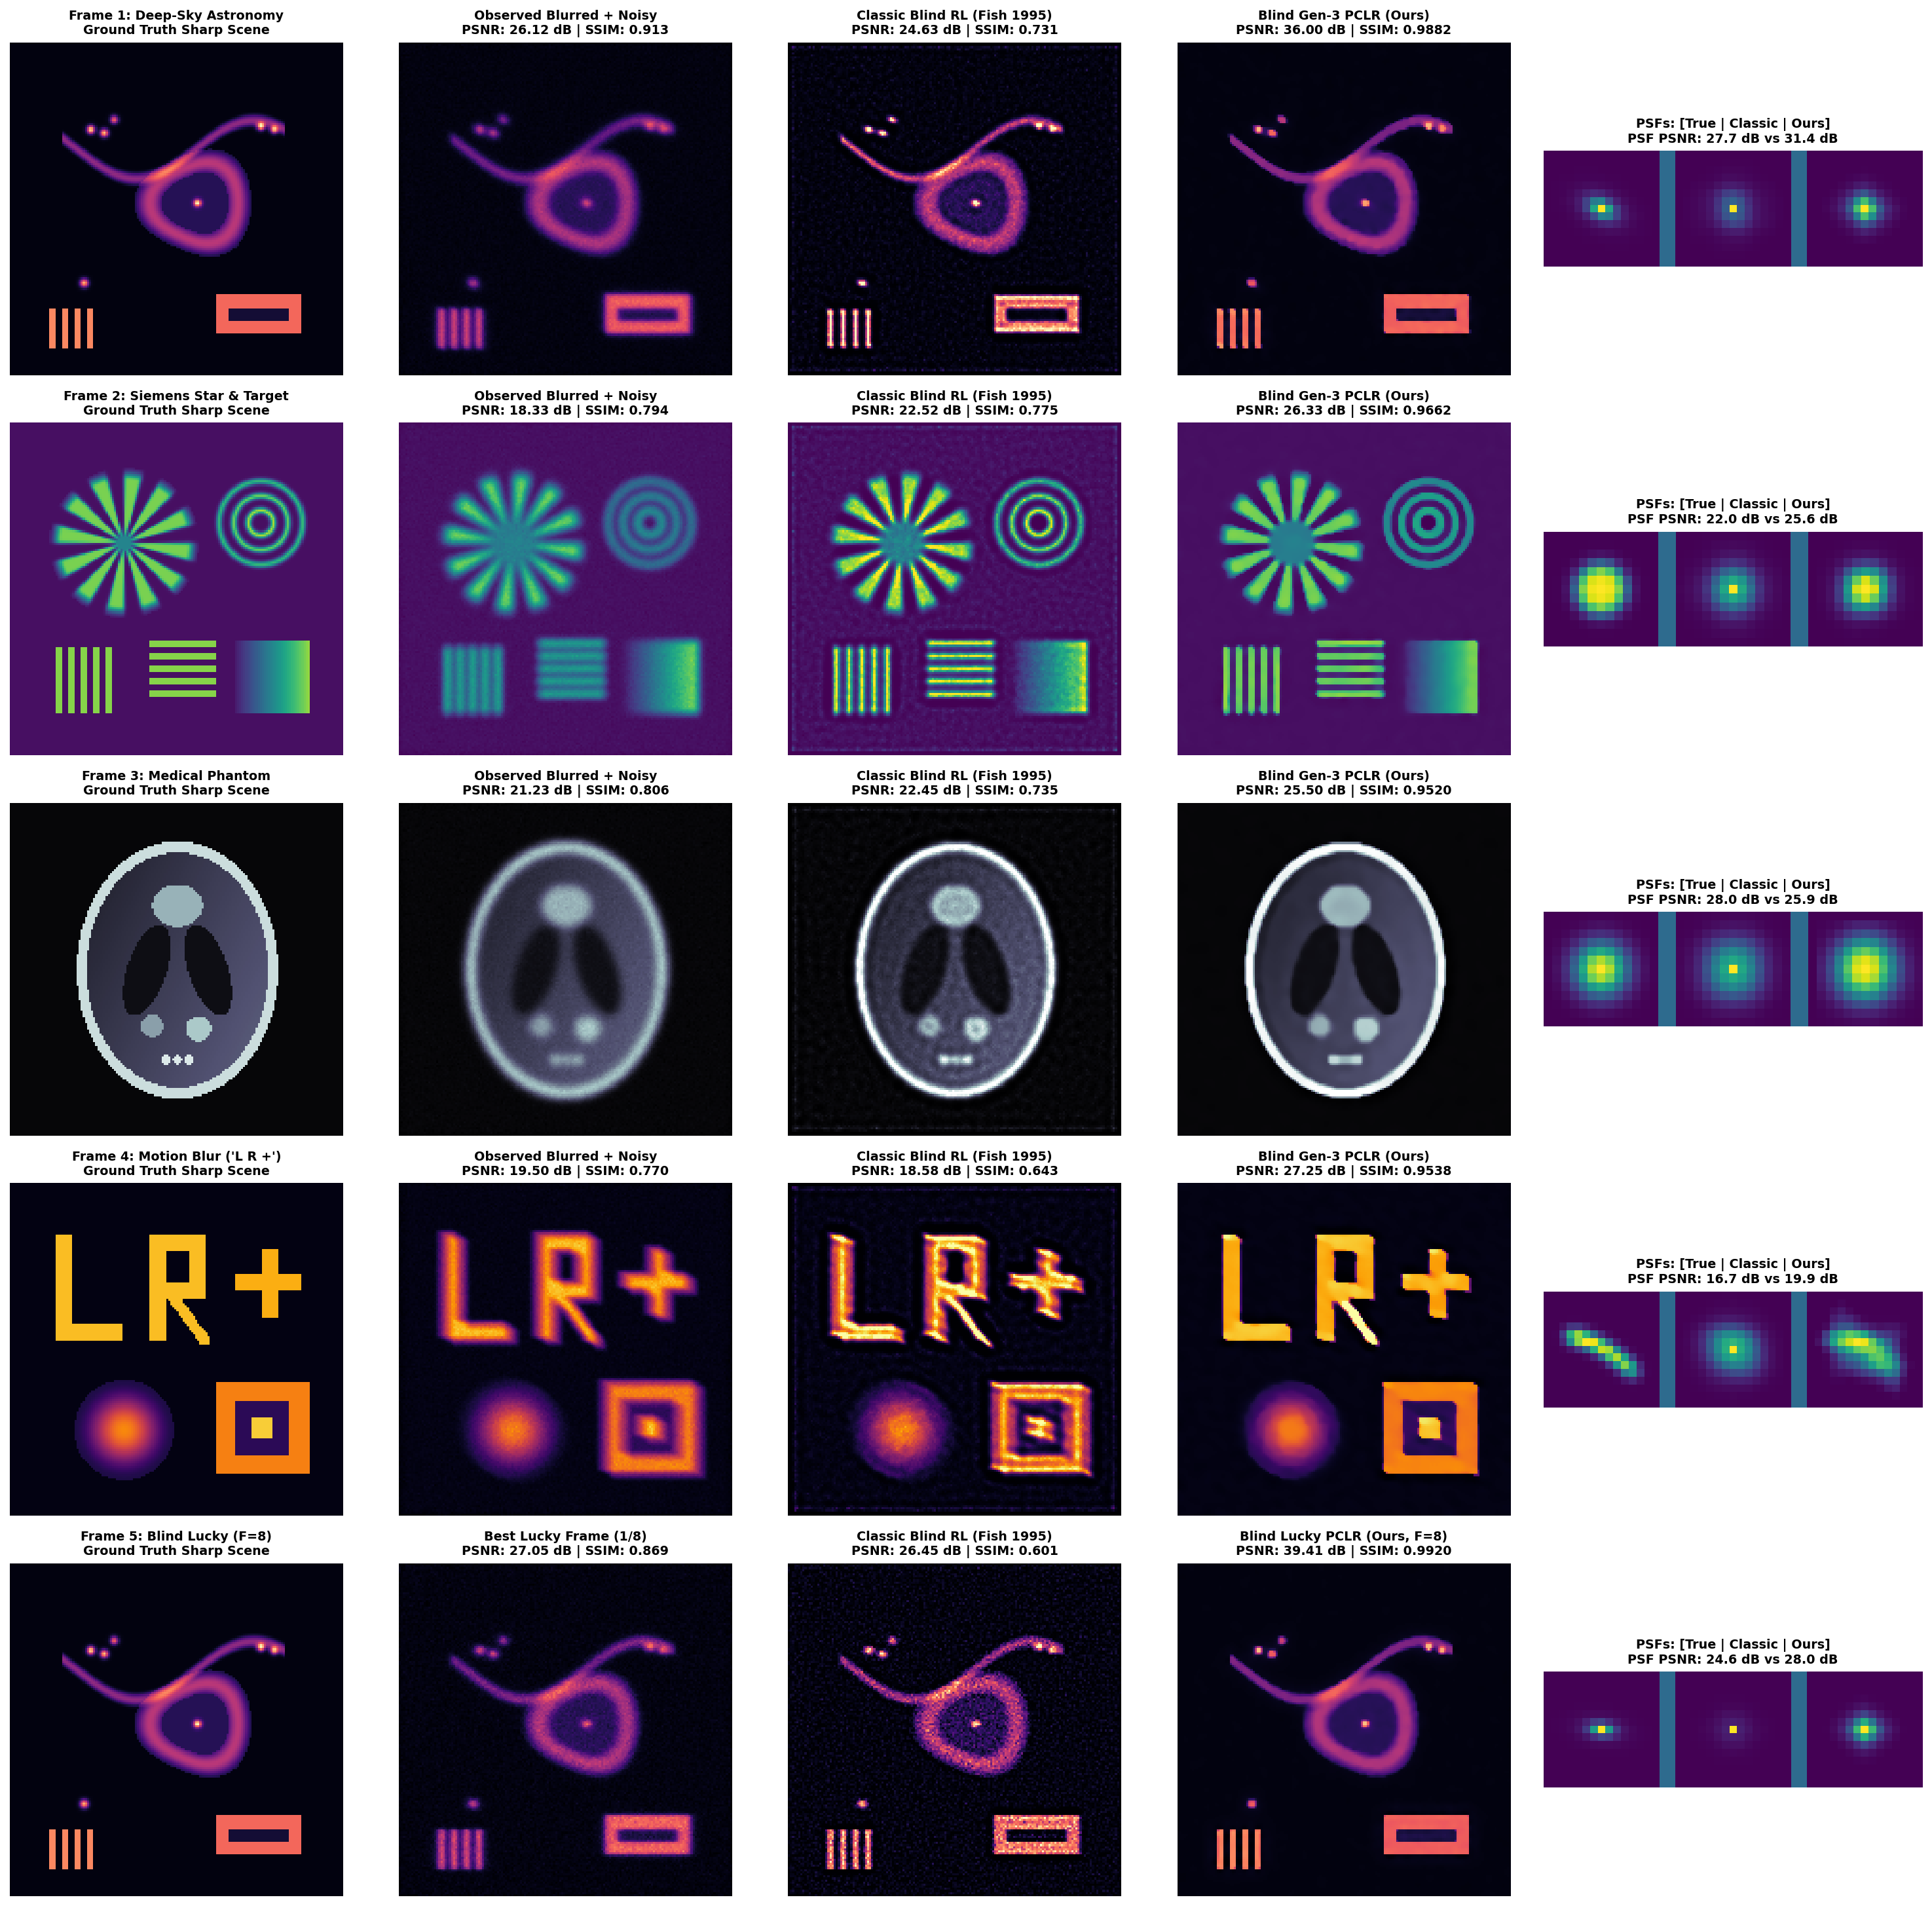 Frame 1: Deep-Sky Astronomy
Ground Truth Sharp Scene
Observed Blurred + Noisy
PSNR: 26.12 dB | SSIM: 0.913
Classic Blind RL (Fish 1995)
PSNR: 24.63 dB | SSIM: 0.731
Blind Gen-3 PCLR (Ours)
PSNR: 36.00 dB | SSIM: 0.9882
PSFs: [True | Classic | Ours]
PSF PSNR: 27.7 dB vs 31.4 dB
Frame 2: Siemens Star & Target
Ground Truth Sharp Scene
Observed Blurred + Noisy
PSNR: 18.33 dB | SSIM: 0.794
Classic Blind RL (Fish 1995)
PSNR: 22.52 dB | SSIM: 0.775
Blind Gen-3 PCLR (Ours)
PSNR: 26.33 dB | SSIM: 0.9662
PSFs: [True | Classic | Ours]
PSF PSNR: 22.0 dB vs 25.6 dB
Frame 3: Medical Phantom
Ground Truth Sharp Scene
Observed Blurred + Noisy
PSNR: 21.23 dB | SSIM: 0.806
Classic Blind RL (Fish 1995)
PSNR: 22.45 dB | SSIM: 0.735
Blind Gen-3 PCLR (Ours)
PSNR: 25.50 dB | SSIM: 0.9520
PSFs: [True | Classic | Ours]
PSF PSNR: 28.0 dB vs 25.9 dB
Frame 4: Motion Blur ('L R +')
Ground Truth Sharp Scene
Observed Blurred + Noisy
PSNR: 19.50 dB | SSIM: 0.770
Classic Blind RL (Fish 1995)
PSNR: 18.58 dB | SSIM: 0.643
Blind Gen-3 PCLR (Ours)
PSNR: 27.25 dB | SSIM: 0.9538
PSFs: [True | Classic | Ours]
PSF PSNR: 16.7 dB vs 19.9 dB
LR+
LR+
LR+
LR+
Frame 5: Blind Lucky (F=8)
Ground Truth Sharp Scene
Best Lucky Frame (1/8)
PSNR: 27.05 dB | SSIM: 0.869
Classic Blind RL (Fish 1995)
PSNR: 26.45 dB | SSIM: 0.601
Blind Lucky PCLR (Ours, F=8)
PSNR: 39.41 dB | SSIM: 0.9920
PSFs: [True | Classic | Ours]
PSF PSNR: 24.6 dB vs 28.0 dB